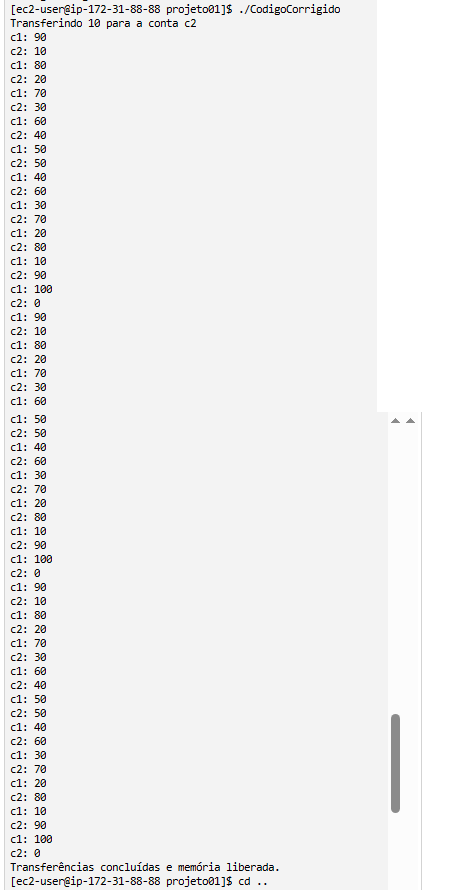 [ec2-user@ip-172-31-88-88 projeto01]$ ./CodigoCorrigido
Transferindo 10 para a conta c2
c1: 90
c2: 10
c1: 80
c2: 20
c1: 70
c2: 30
c1: 60
c2: 40
c1: 50
c2: 50
c1: 40
c2: 60
c1: 30
c2: 70
c1: 20
c2: 80
c1: 10
c2: 90
c1: 100
c2: 0
c1: 90
c2: 10
c1: 80
c2: 20
c1: 70
c2: 30
c1: 60
c1: 50
c2: 50
c1: 40
c2: 60
c1: 30
c2: 70
c1: 20
c2: 80
c1: 10
c2: 90
c1: 100
c2: 0
c1: 90
c2: 10
c1: 80
c2: 20
c1: 70
c2: 30
c1: 60
c2: 40
c1: 50
c2: 50
c1: 40
c2: 60
c1: 30
c2: 70
c1: 20
c2: 80
c1: 10
c2: 90
c1: 100
c2: 0
Transferências concluídas e memória liberada.
[ec2-user@ip-172-31-88-88 projeto01]$ cd ..